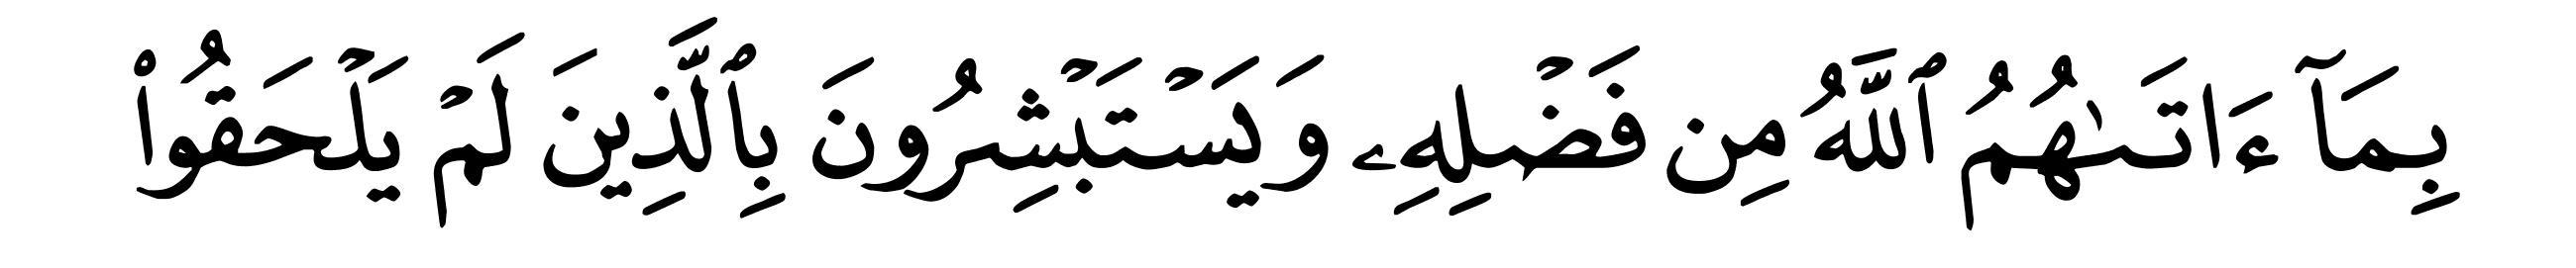 بِمَآ ءَاتَىٰهُمُ ٱللَّهُ مِن فَضۡلِهِۦ وَيَسۡتَبۡشِرُونَ بِٱلَّذِينَ لَمۡ يَلۡحَقُواْ